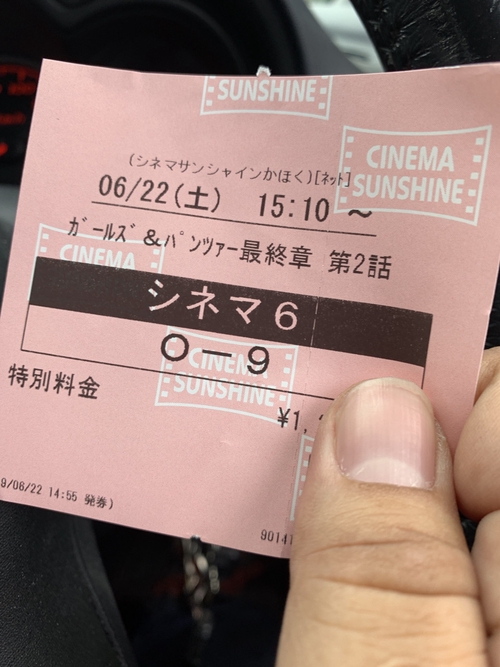 CINEMA SUNSHINE
SUNSHINE
(シネマサンシャインかほく)[ネット]
06/22(土) 15:10 ～
ｶﾞｰﾙｽﾞ&ﾊﾟﾝﾂｧｰ最終章 第2話
CINEMA
シネマ6
O－9
CINEMA SUNSHINE
特別料金
¥1,
9/06/22 14:55 発券)
90141